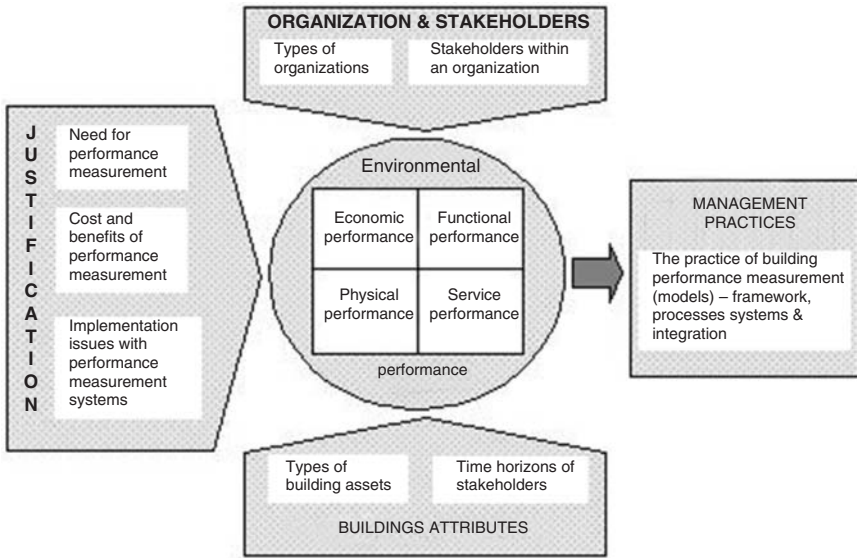 ORGANIZATION & STAKEHOLDERS
Types of
organizations
Stakeholders within
an organization
JUSTIFICATION
Need for
performance
measurement
Cost and
benefits of
performance
measurement
Implementation
issues with
performance
measurement
systems
Environmental
Economic
performance
Functional
performance
Physical
performance
Service
performance
performance
MANAGEMENT
PRACTICES
The practice of building
performance measurement
(models) – framework,
processes systems &
integration
Types of
building assets
Time horizons of
stakeholders
BUILDINGS ATTRIBUTES